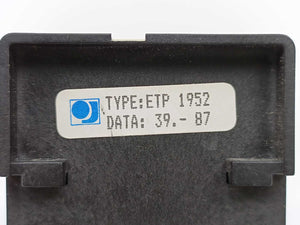 TYPE:ETP 1952
DATA: 39.- 87